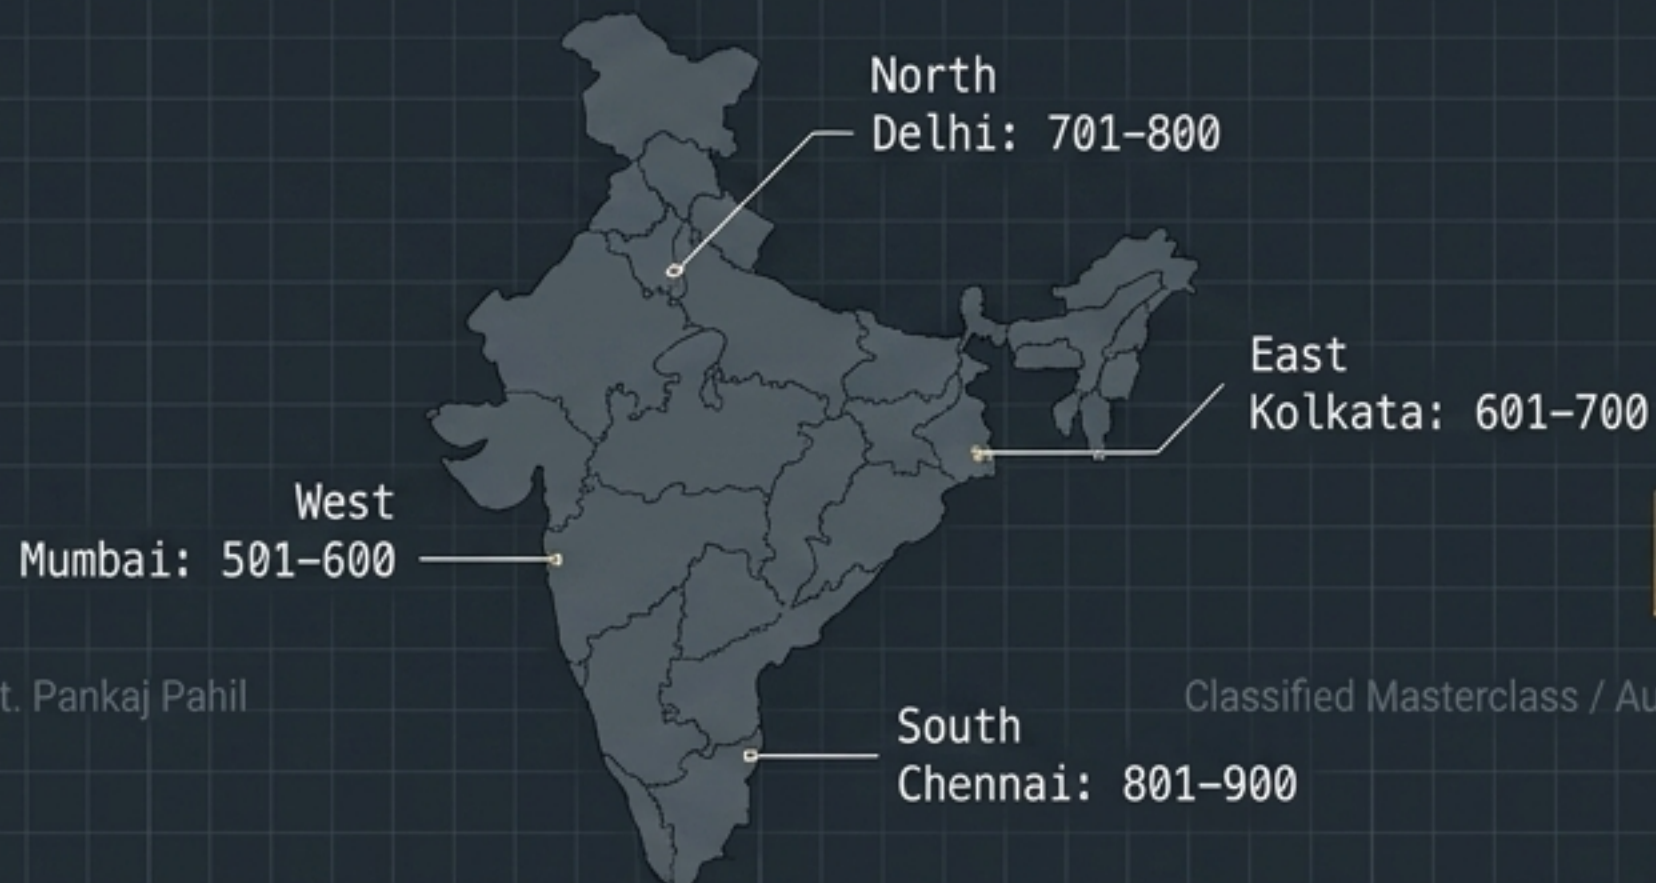 North
Delhi: 701–800
East
Kolkata: 601–700
West
Mumbai: 501–600
t. Pankaj Pahil
Classified Masterclass / Au
South
Chennai: 801–900